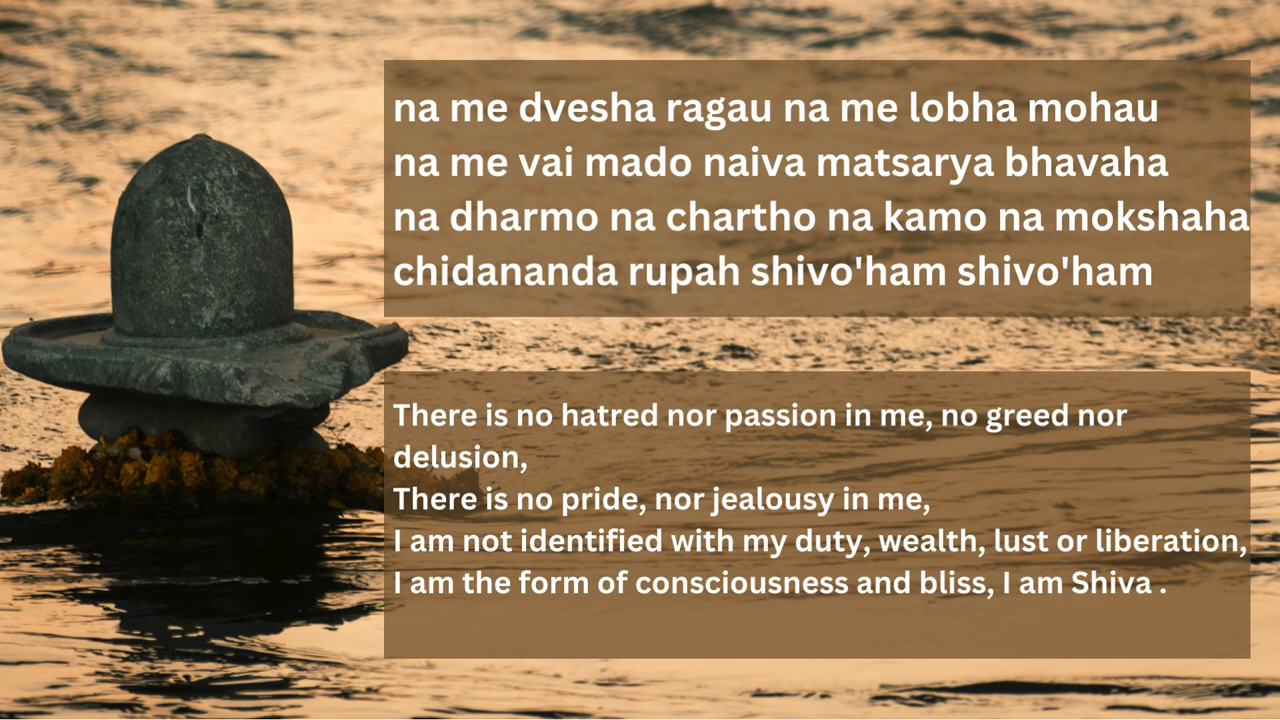 na me dvesha ragau na me lobha mohau
na me vai mado naiva matsarya bhavaha
na dharmo na chartho na kamo na mokshaha
chidananda rupah shivo'ham shivo'ham
There is no hatred nor passion in me, no greed nor
delusion,
There is no pride, nor jealousy in me,
I am not identified with my duty, wealth, lust or liberation,
I am the form of consciousness and bliss, I am Shiva .